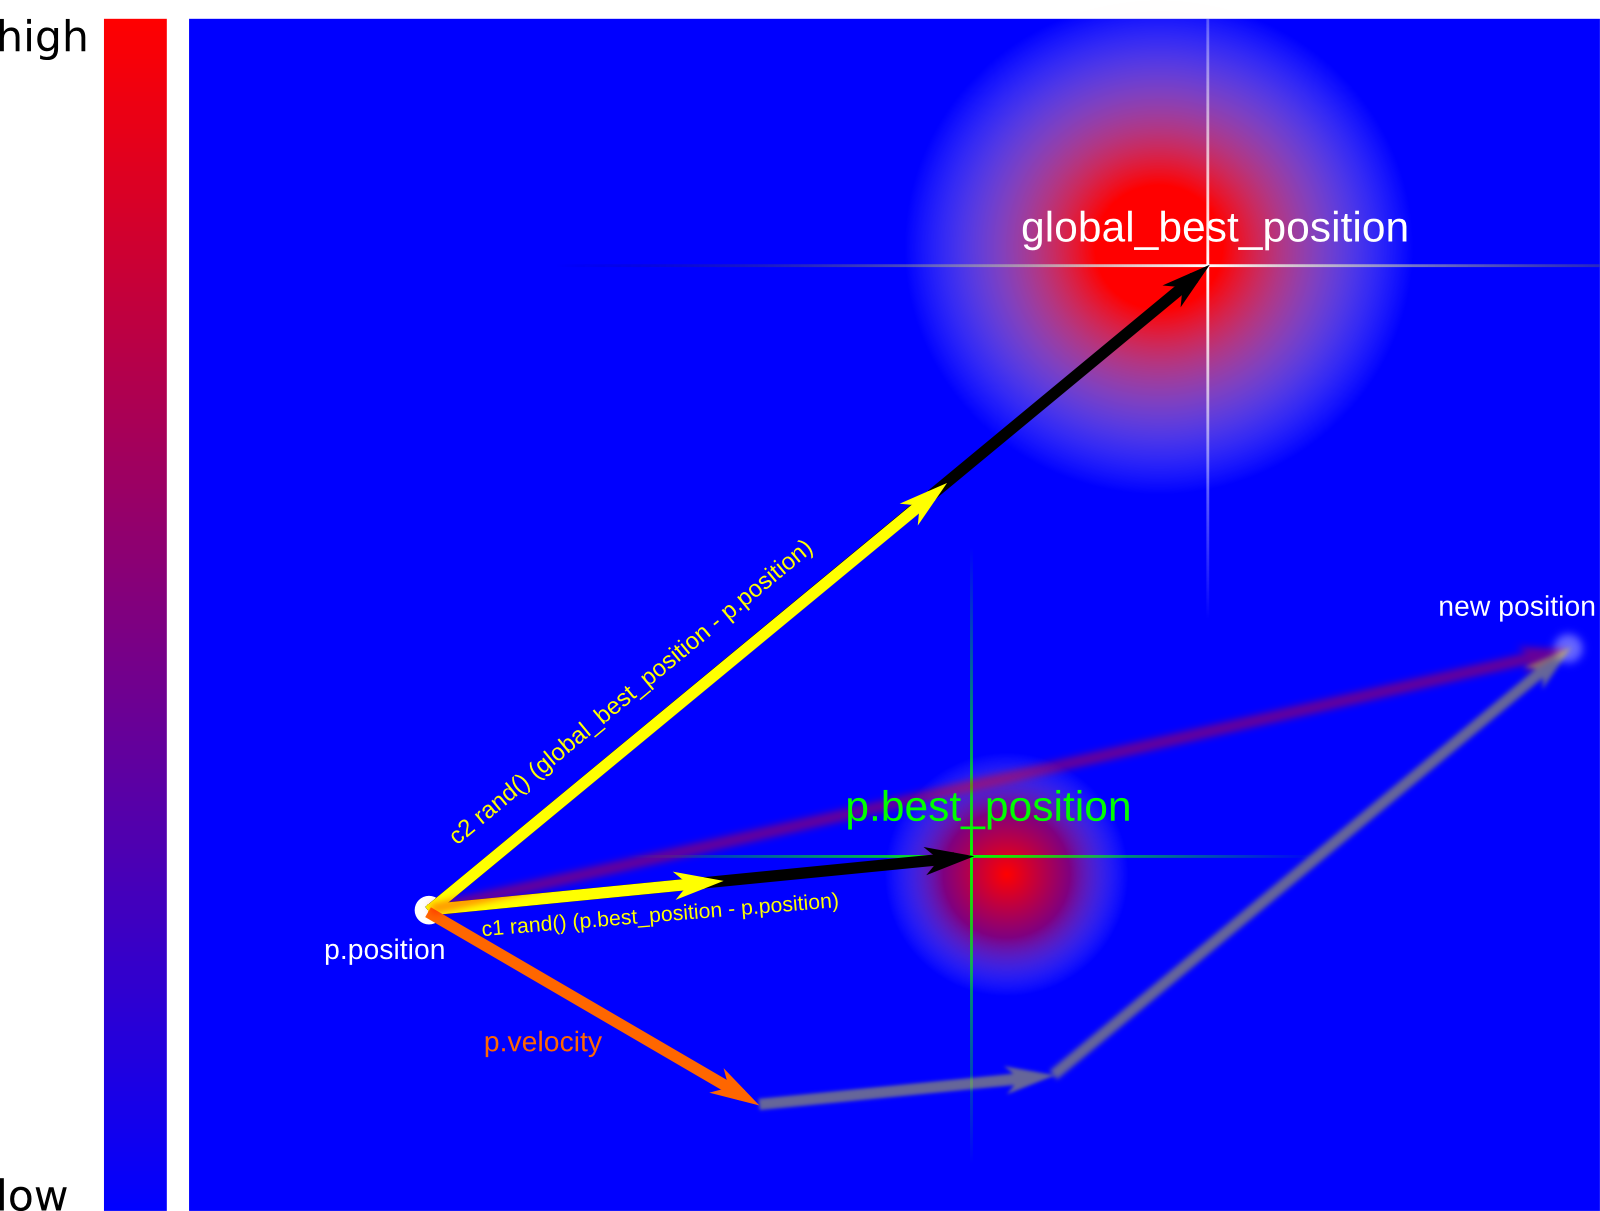 high
global_best_position
c2 rand() (global_best_position - p.position)
new position
p.best_position
c1 rand() (p.best_position - p.position)
p.position
p.velocity
low